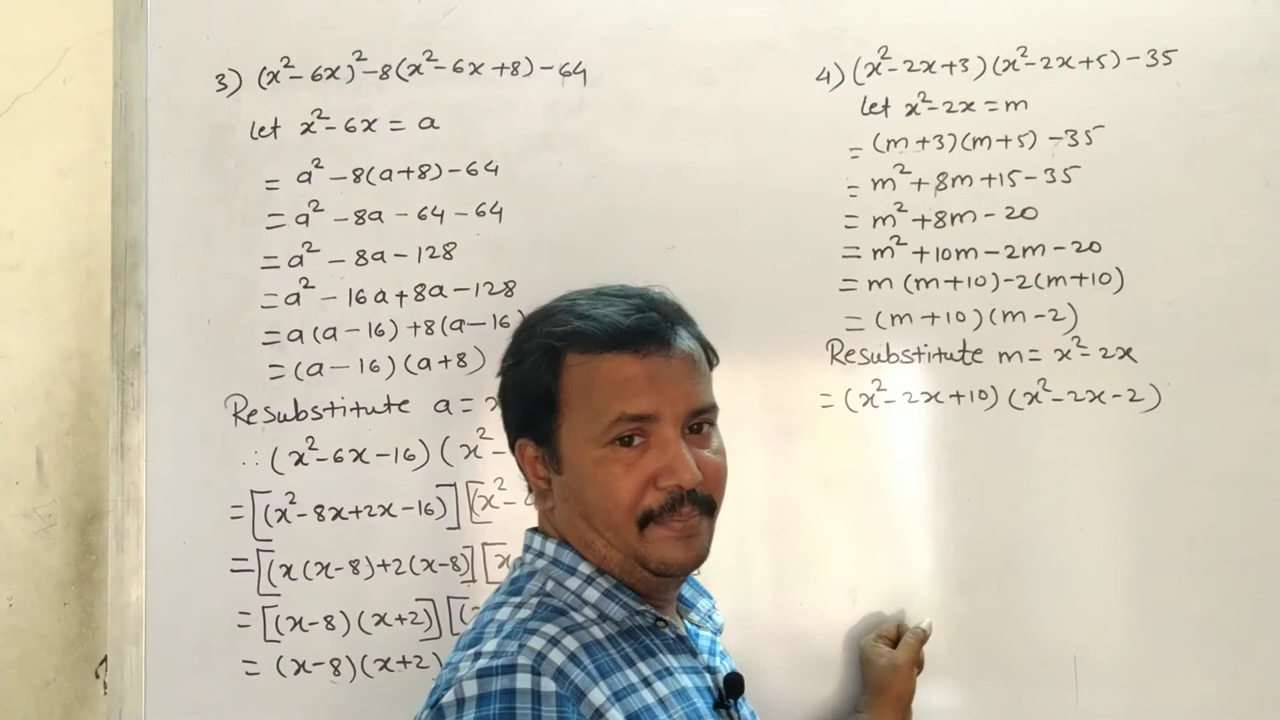 3) (x²-6x)²-8(x²-6x+8)-64
let x²-6x = a
= a²-8(a+8)-64
= a²-8a-64-64
= a²-8a-128
= a²-16a+8a-128
= a(a-16)+8(a-16)
= (a-16)(a+8)
Resubstitute a =
∴ (x²-6x-16)(x²-
= [(x²-8x+2x-16)][x²-
= [(x(x-8)+2(x-8)][x
= [(x-8)(x+2)][(
= (x-8)(x+2)
4) (x²-2x+3)(x²-2x+5)-35
let x²-2x = m
= (m+3)(m+5)-35
= m²+8m+15-35
= m²+8m-20
= m²+10m-2m-20
= m(m+10)-2(m+10)
= (m+10)(m-2)
Resubstitute m = x²-2x
= (x²-2x+10)(x²-2x-2)